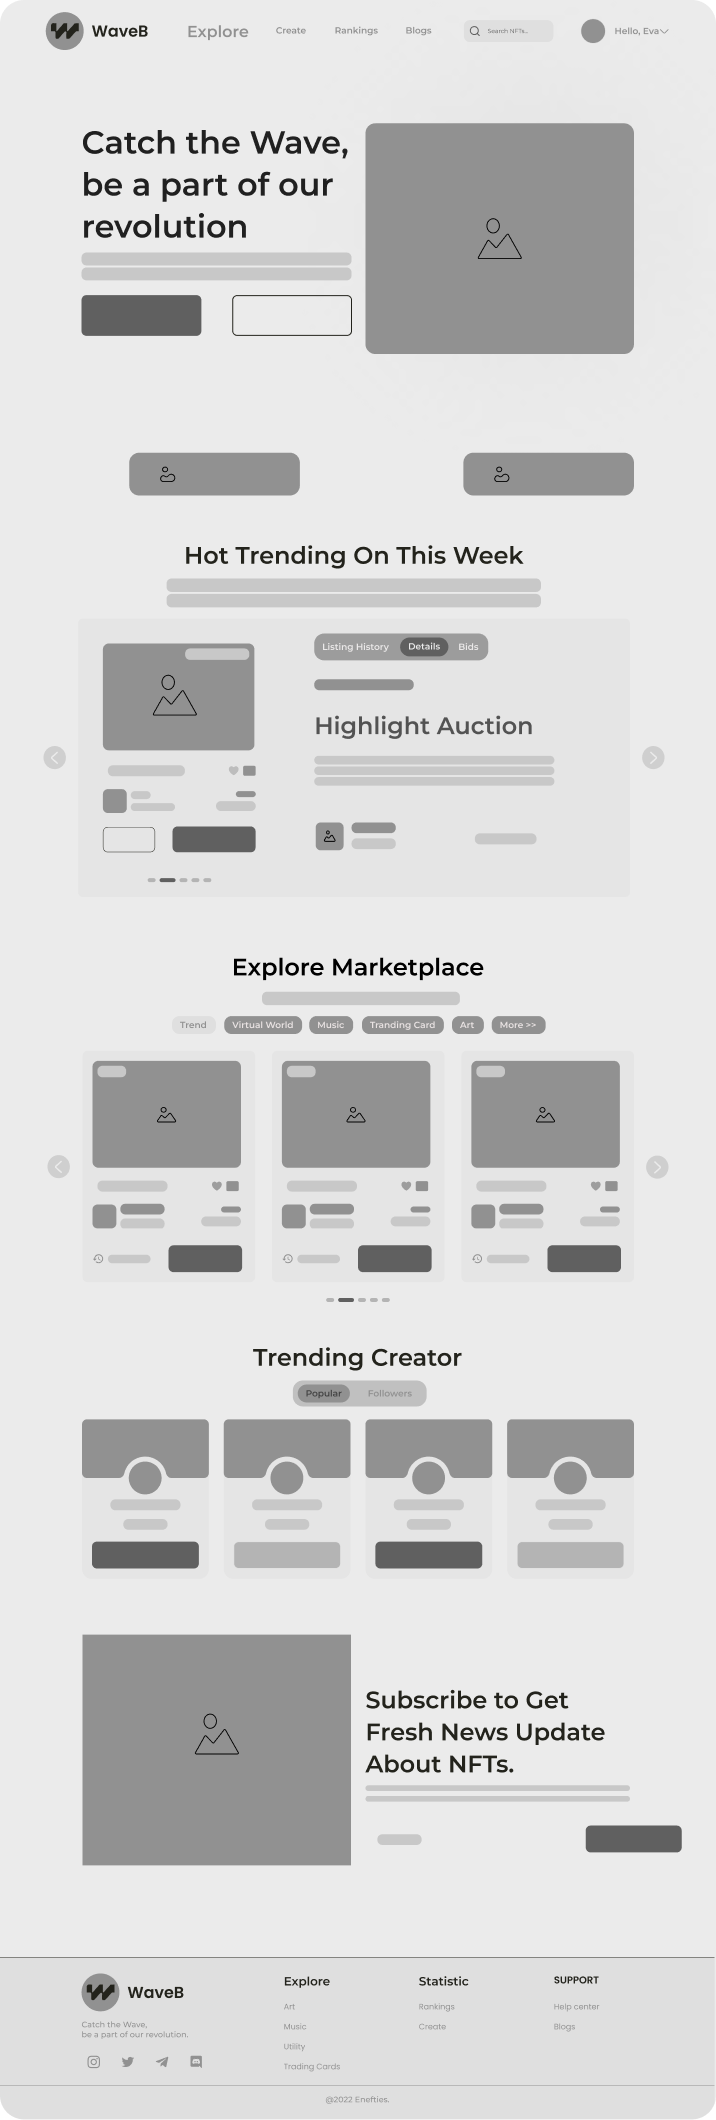 WaveB
Explore
Create
Rankings
Blogs
Search NFTs..
Hello, Eva
Catch the Wave,
be a part of our
revolution
Hot Trending On This Week
Listing History
Details
Bids
Highlight Auction
Explore Marketplace
Trend
Virtual World
Music
Tranding Card
Art
More >>
Trending Creator
Popular
Followers
Subscribe to Get
Fresh News Update
About NFTs.
WaveB
Catch the Wave,
be a part of our revolution.
Explore
Art
Music
Utility
Trading Cards
Statistic
Rankings
Create
SUPPORT
Help center
Blogs
@2022 Enefties.